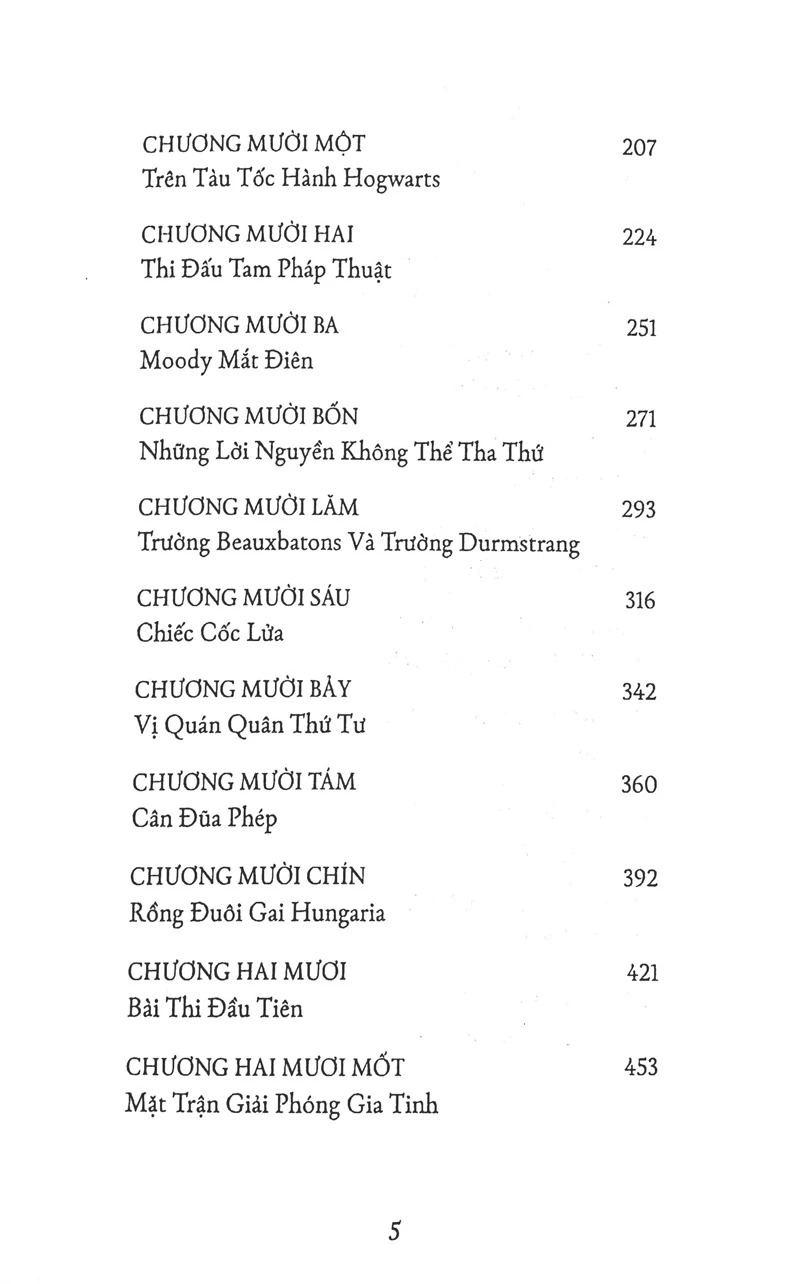 CHƯƠNG MƯỜI MỘT 207
Trên Tàu Tốc Hành Hogwarts
CHƯƠNG MƯỜI HAI 224
Thi Đấu Tam Pháp Thuật
CHƯƠNG MƯỜI BA 251
Moody Mắt Điên
CHƯƠNG MƯỜI BỐN 271
Những Lời Nguyền Không Thể Tha Thứ
CHƯƠNG MƯỜI LĂM 293
Trường Beauxbatons Và Trường Durmstrang
CHƯƠNG MƯỜI SÁU 316
Chiếc Cốc Lửa
CHƯƠNG MƯỜI BẢY 342
Vị Quán Quân Thứ Tư
CHƯƠNG MƯỜI TÁM 360
Cân Đũa Phép
CHƯƠNG MƯỜI CHÍN 392
Rồng Đuôi Gai Hungaria
CHƯƠNG HAI MƯƠI 421
Bài Thi Đầu Tiên
CHƯƠNG HAI MƯƠI MỐT 453
Mặt Trận Giải Phóng Gia Tinh
5